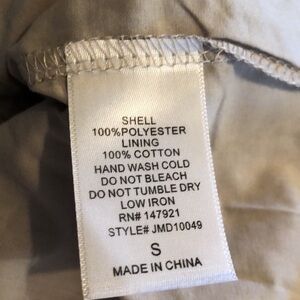 SHELL
100%POLYESTER
LINING
100% COTTON
HAND WASH COLD
DO NOT BLEACH
DO NOT TUMBLE DRY
LOW IRON
RN# 147921
STYLE# JMD10049
S
MADE IN CHINA